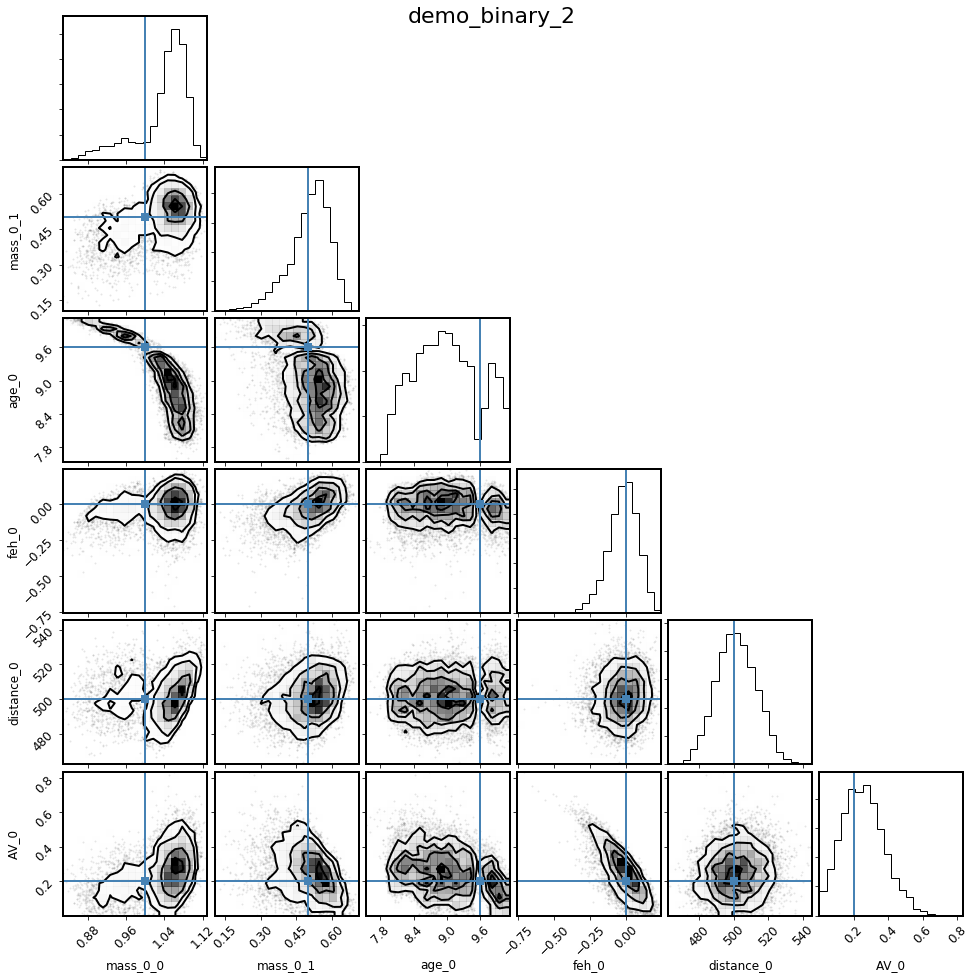 demo_binary_2
mass_0_1
0.60
0.45
0.30
0.15
age_0
9.6
9.0
8.4
7.8
feh_0
0.00
−0.25
−0.50
−0.75
distance_0
540
520
500
480
AV_0
0.8
0.6
0.4
0.2
0.88 0.96 1.04 1.12 0.15 0.30 0.45 0.60 7.8 8.4 9.0 9.6 −0.75 −0.50 −0.25 0.00 480 500 520 540 0.2 0.4 0.6 0.8
mass_0_0 mass_0_1 age_0 feh_0 distance_0 AV_0